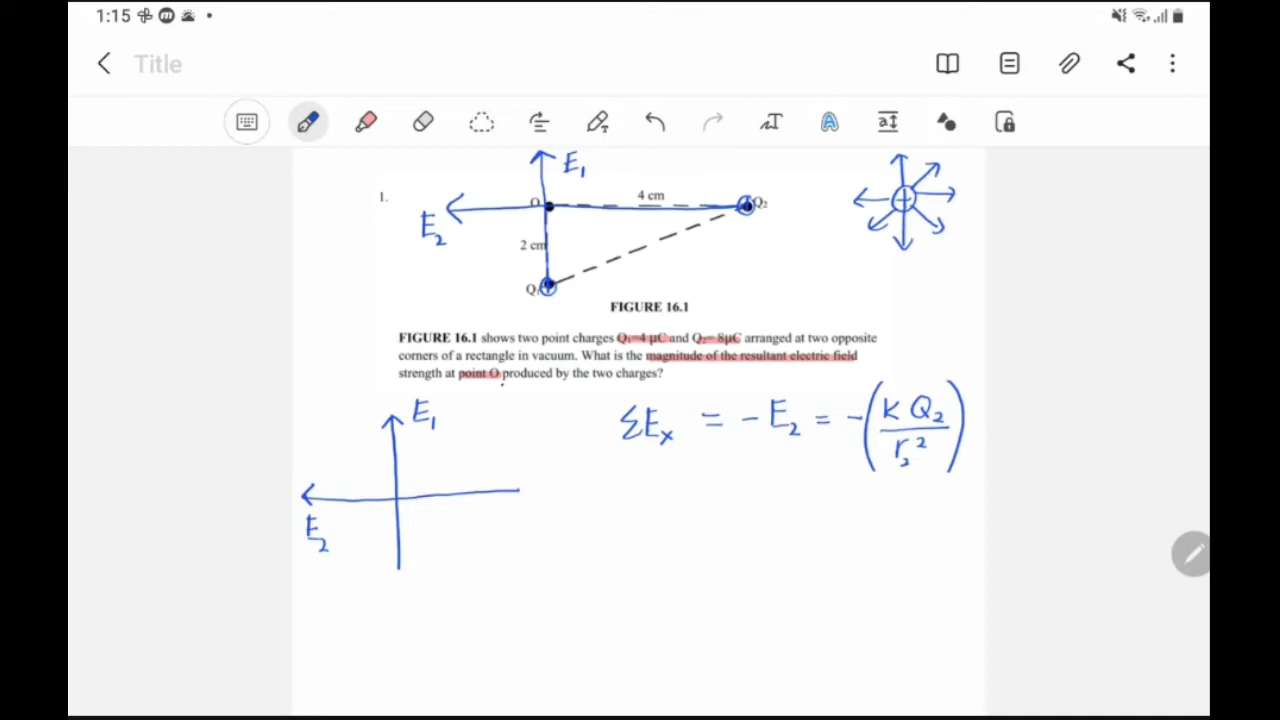 1:15
Title
E₁
1.
O
4 cm
Q₂
E₂
2 cm
Q₁
FIGURE 16.1
FIGURE 16.1 shows two point charges Q₁=4 μC and Q₂= 8μC arranged at two opposite
corners of a rectangle in vacuum. What is the magnitude of the resultant electric field
strength at point O produced by the two charges?
E₁
ΣEₓ = - E₂ = - (K Q₂ / r₂²)
E₂